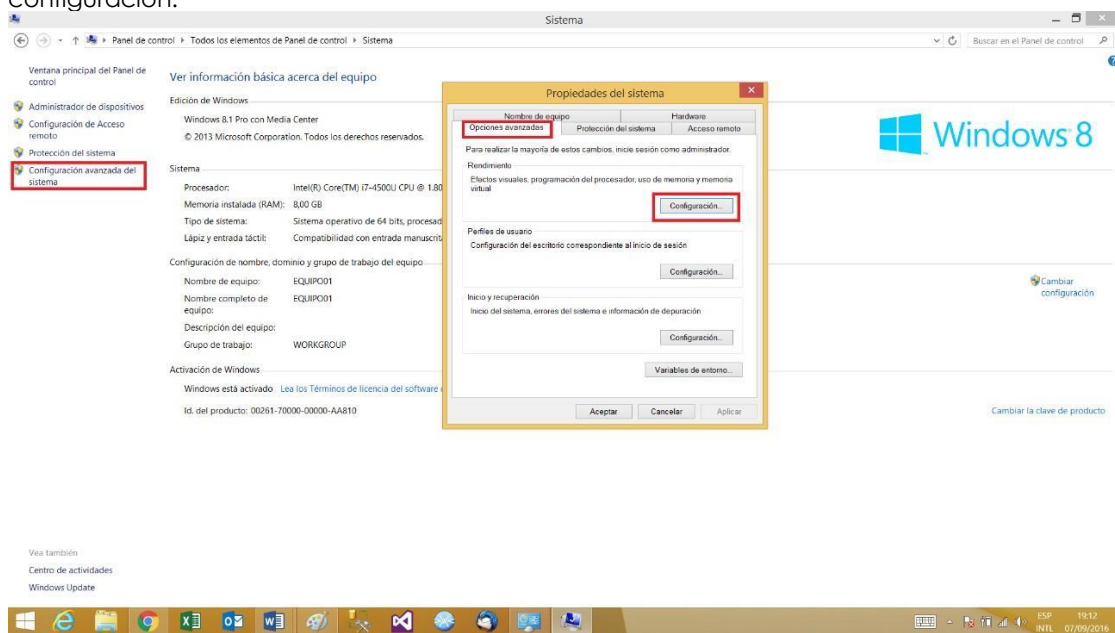 configuración.
Sistema
Panel de control ▸ Todos los elementos de Panel de control ▸ Sistema
Buscar en el Panel de control
Ventana principal del Panel de
control
Administrador de dispositivos
Configuración de Acceso
remoto
Protección del sistema
Configuración avanzada del
sistema
Ver información básica acerca del equipo
Edición de Windows
Windows 8.1 Pro con Media Center
© 2013 Microsoft Corporation. Todos los derechos reservados.
Windows 8
Sistema
Procesador: Intel(R) Core(TM) i7-4500U CPU @ 1.80
Memoria instalada (RAM): 8,00 GB
Tipo de sistema: Sistema operativo de 64 bits, procesad
Lápiz y entrada táctil: Compatibilidad con entrada manuscrit
Configuración de nombre, dominio y grupo de trabajo del equipo
Nombre de equipo: EQUIPO01
Nombre completo de EQUIPO01
equipo:
Descripción del equipo:
Grupo de trabajo: WORKGROUP
Cambiar
configuración
Activación de Windows
Windows está activado Lea los Términos de licencia del software
Id. del producto: 00261-70000-00000-AA810
Cambiar la clave de producto
Propiedades del sistema
Nombre de equipo Hardware
Opciones avanzadas Protección del sistema Acceso remoto
Para realizar la mayoría de estos cambios, inicie sesión como administrador.
Rendimiento
Efectos visuales, programación del procesador, uso de memoria y memoria
virtual
Configuración...
Perfiles de usuario
Configuración del escritorio correspondiente al inicio de sesión
Configuración...
Inicio y recuperación
Inicio del sistema, errores del sistema e información de depuración
Configuración...
Variables de entorno...
Aceptar Cancelar Aplicar
Vea también
Centro de actividades
Windows Update
ESP 19:12
INTL 07/09/2016